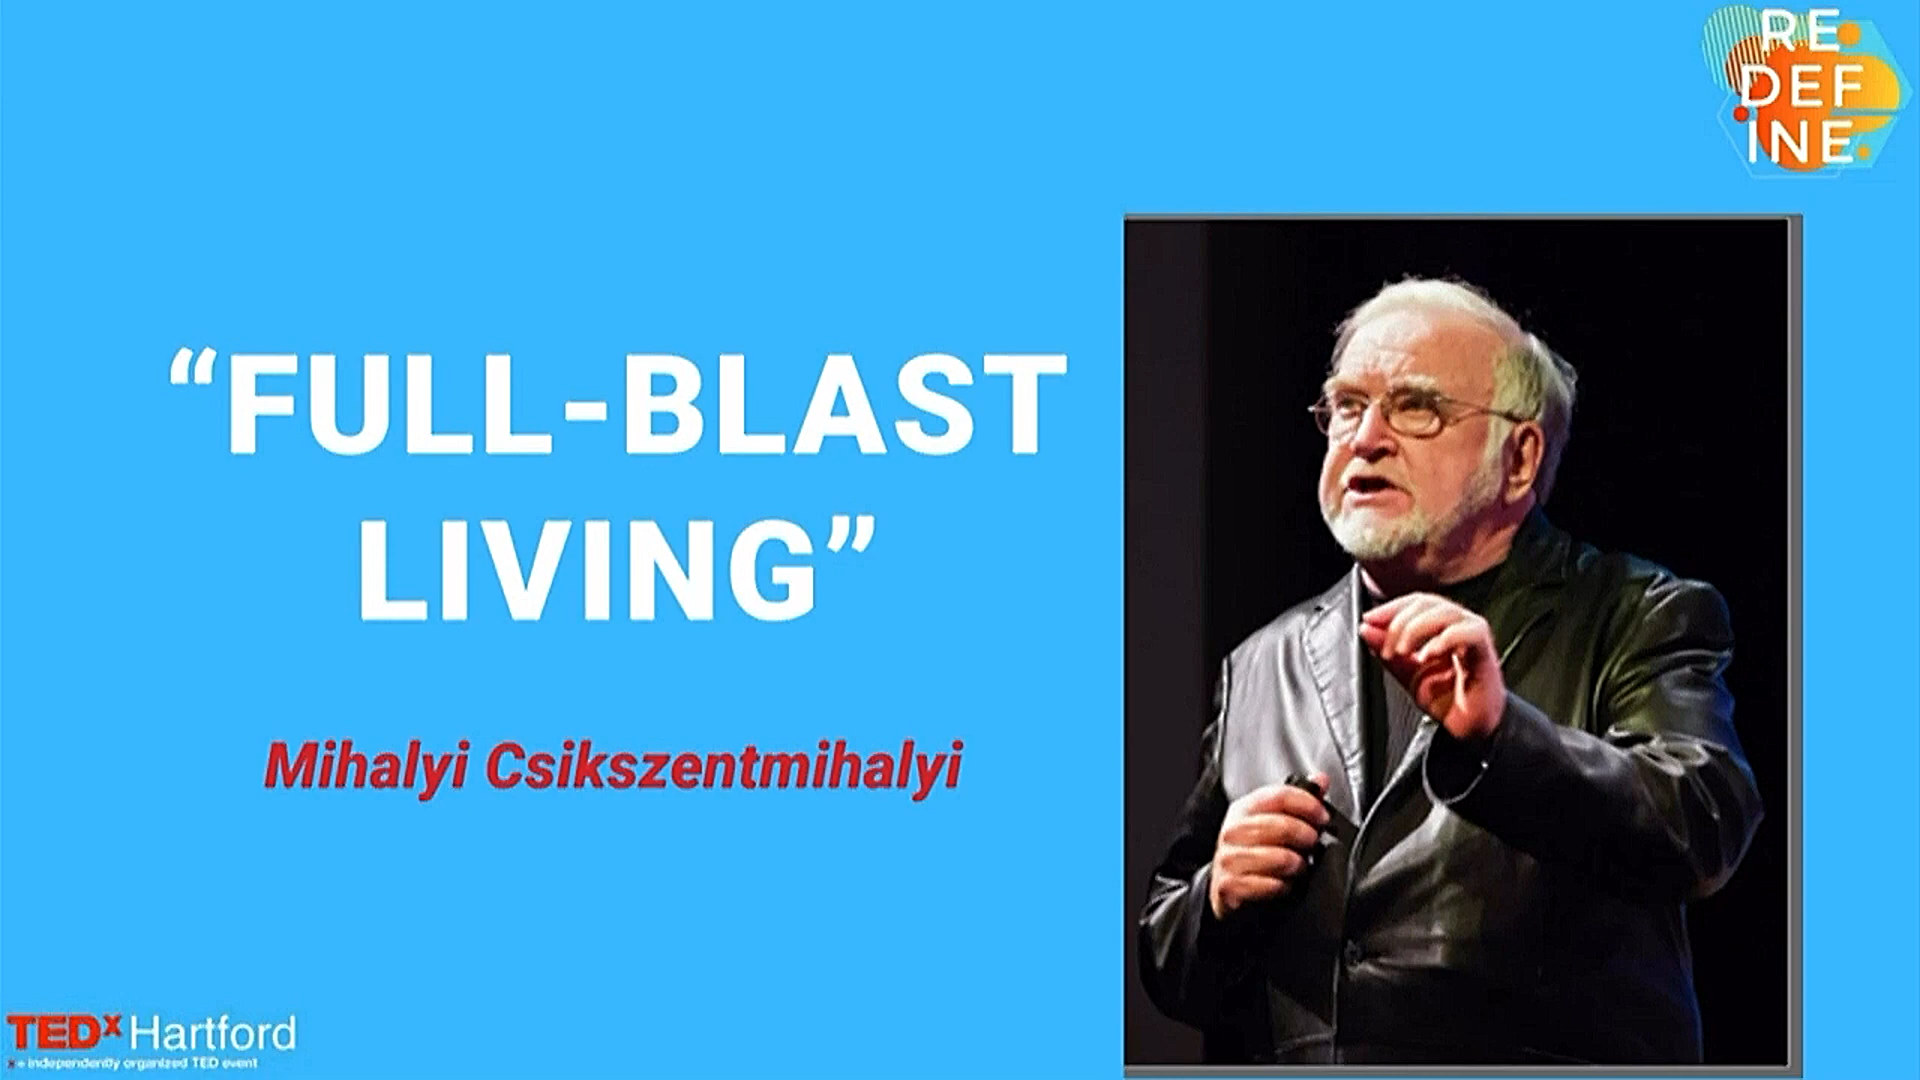 RE.
DEF
INE.
“FULL-BLAST
LIVING”
Mihalyi Csikszentmihalyi
TEDx Hartford
x = independently organized TED event